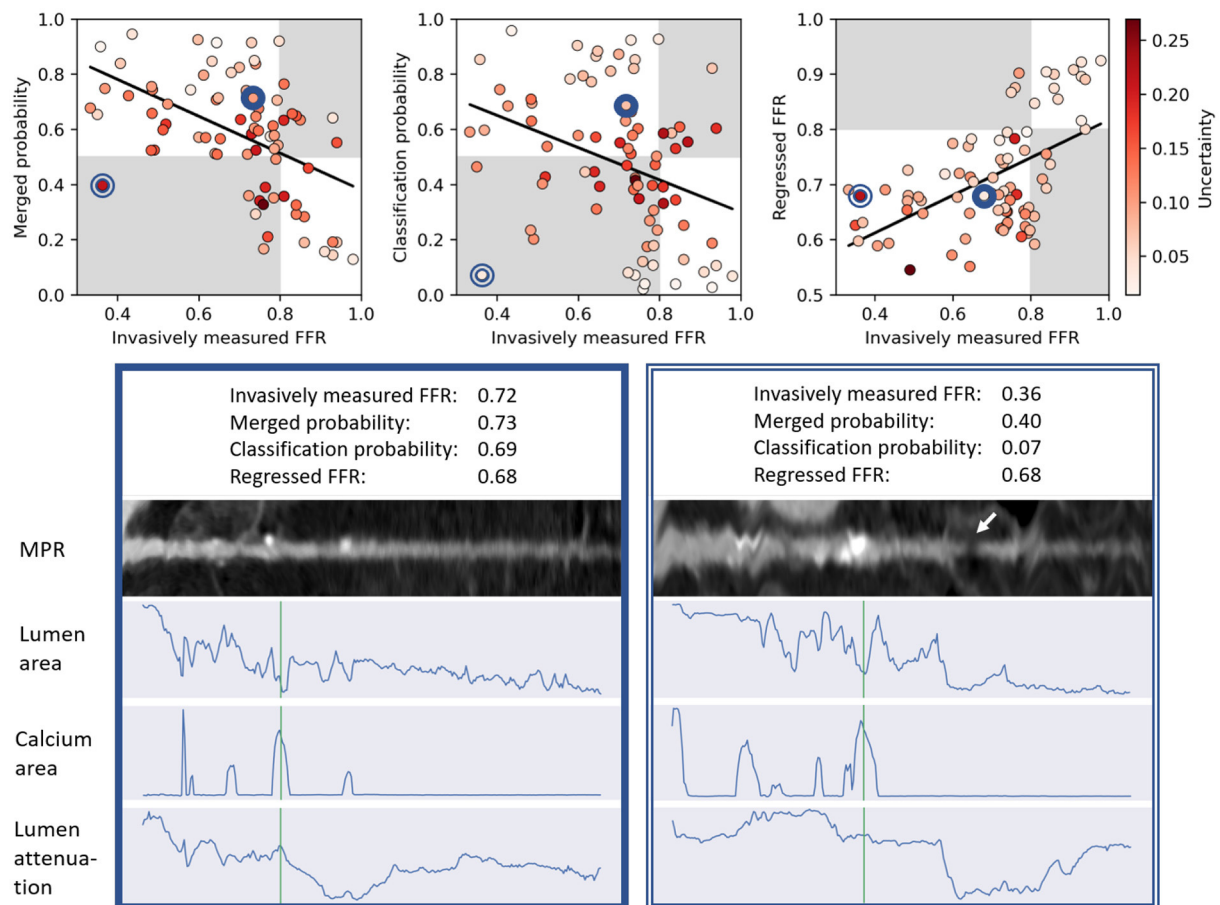 1.0
0.8
0.6
0.4
0.2
0.0
Merged probability
0.4
0.6
0.8
1.0
Invasively measured FFR
1.0
0.8
0.6
0.4
0.2
0.0
Classification probability
0.4
0.6
0.8
1.0
Invasively measured FFR
1.0
0.9
0.8
0.7
0.6
0.5
Regressed FFR
0.4
0.6
0.8
1.0
Invasively measured FFR
0.25
0.20
0.15
0.10
0.05
Uncertainty
Invasively measured FFR: 0.72
Merged probability: 0.73
Classification probability: 0.69
Regressed FFR: 0.68
Invasively measured FFR: 0.36
Merged probability: 0.40
Classification probability: 0.07
Regressed FFR: 0.68
MPR
Lumen
area
Calcium
area
Lumen
attenua-
tion